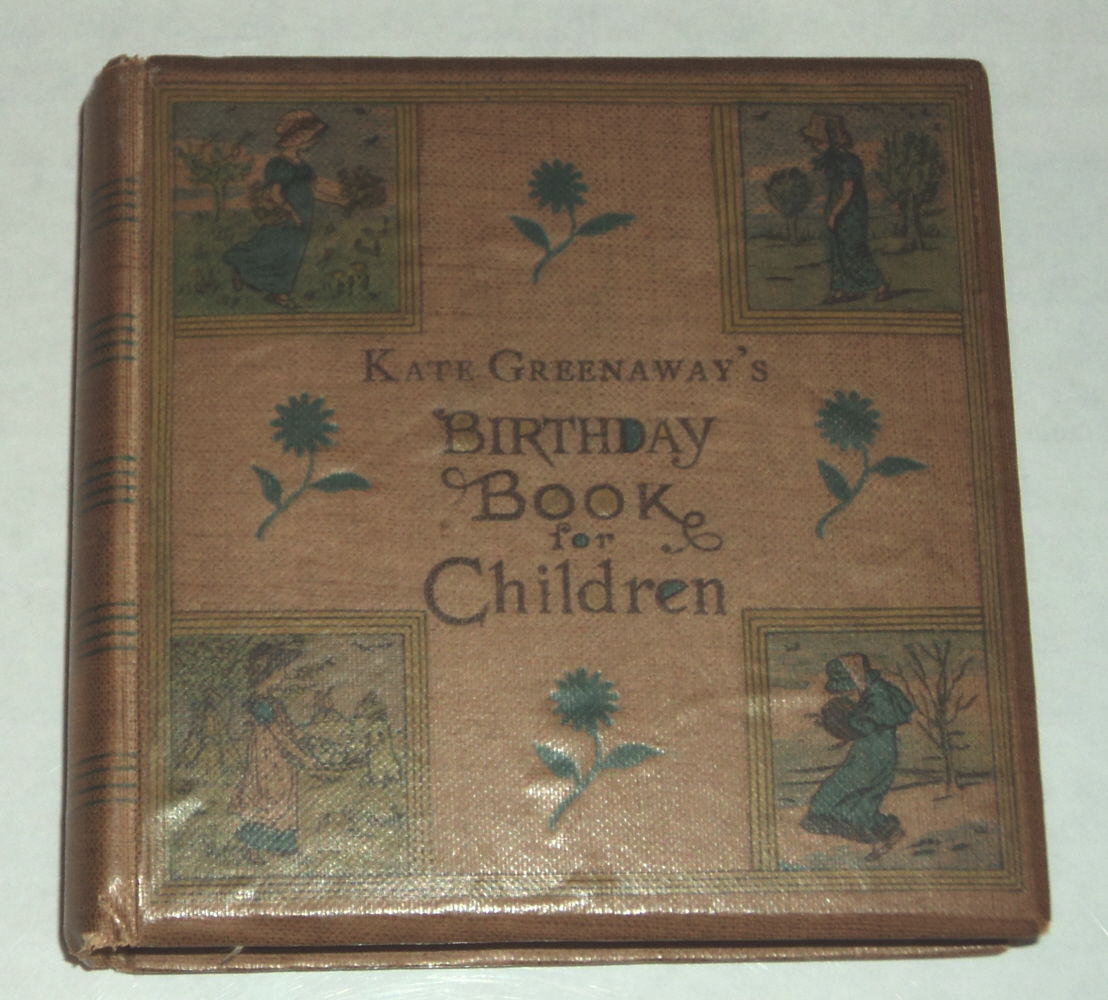 KATE GREENAWAY'S
BIRTHDAY
BOOK
for
Children